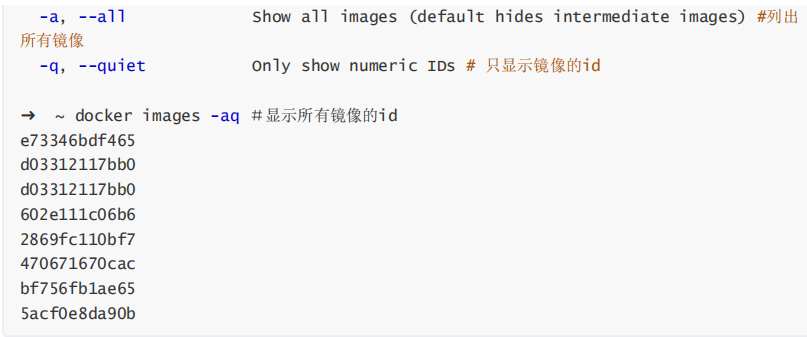 -a, --all             Show all images (default hides intermediate images) #列出
所有镜像
-q, --quiet           Only show numeric IDs # 只显示镜像的id
➜  ~ docker images -aq ＃显示所有镜像的id
e73346bdf465
d03312117bb0
d03312117bb0
602e111c06b6
2869fc110bf7
470671670cac
bf756fb1ae65
5acf0e8da90b